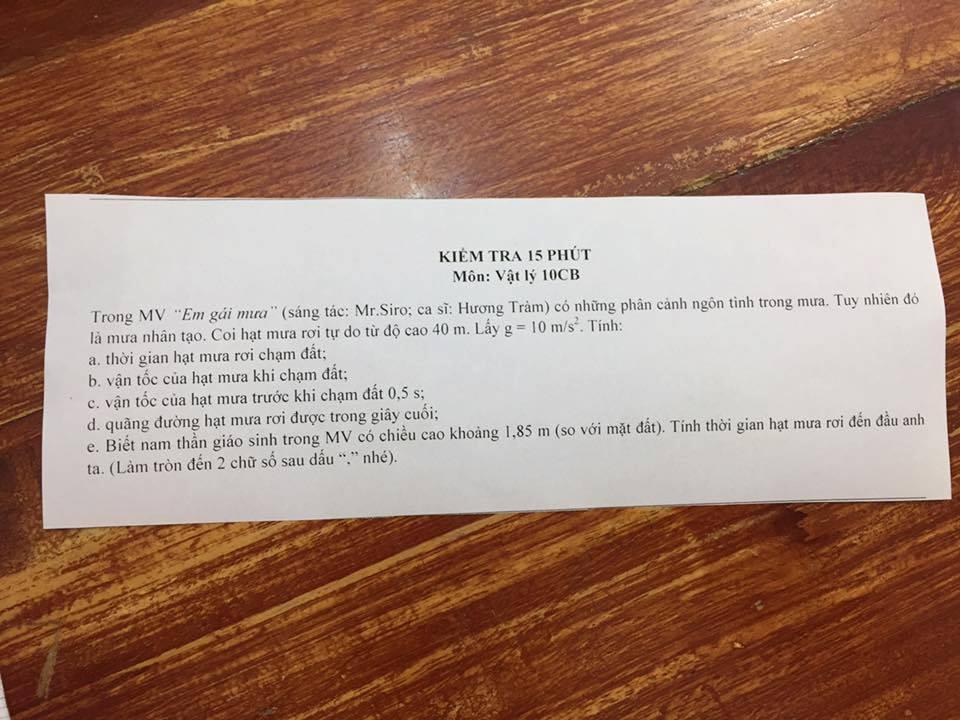 KIỂM TRA 15 PHÚT
Môn: Vật lý 10CB
Trong MV "Em gái mưa" (sáng tác: Mr.Siro; ca sĩ: Hương Tràm) có những phân cảnh ngôn tình trong mưa. Tuy nhiên đó
là mưa nhân tạo. Coi hạt mưa rơi tự do từ độ cao 40 m. Lấy g = 10 m/s². Tính:
a. thời gian hạt mưa rơi chạm đất;
b. vận tốc của hạt mưa khi chạm đất;
c. vận tốc của hạt mưa trước khi chạm đất 0,5 s;
d. quãng đường hạt mưa rơi được trong giây cuối;
e. Biết nam thần giáo sinh trong MV có chiều cao khoảng 1,85 m (so với mặt đất). Tính thời gian hạt mưa rơi đến đầu anh
ta. (Làm tròn đến 2 chữ số sau dấu "," nhé).